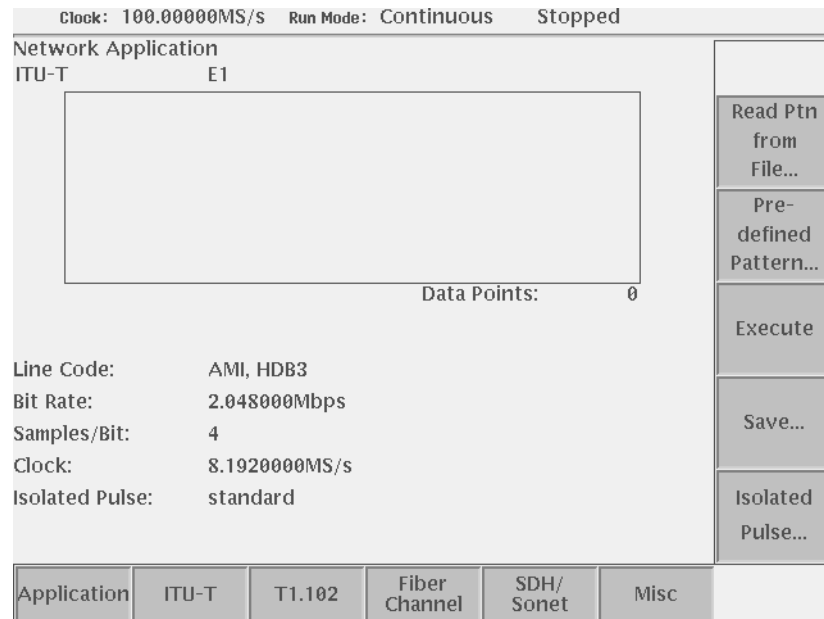 Clock: 100.00000MS/s Run Mode: Continuous Stopped
Network Application
ITU-T E1
Data Points: 0
Line Code: AMI, HDB3
Bit Rate: 2.048000Mbps
Samples/Bit: 4
Clock: 8.1920000MS/s
Isolated Pulse: standard
Read Ptn
from
File...
Pre-
defined
Pattern...
Execute
Save...
Isolated
Pulse...
Application ITU-T T1.102 Fiber Channel SDH/ Sonet Misc